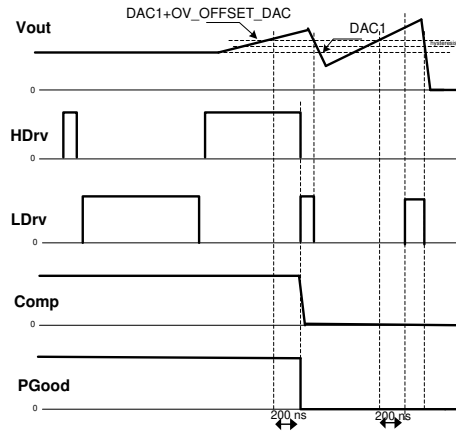 DAC1+OV_OFFSET_DAC
Vout
DAC1
0
HDrv
0
LDrv
0
Comp
0
PGood
0
200 ns
200 ns